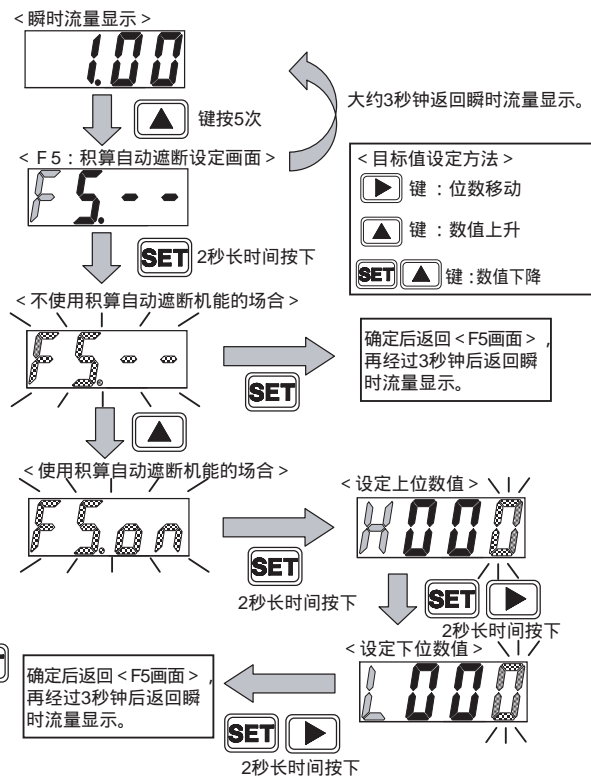 <瞬时流量显示>
1.00
键按5次
大约3秒钟返回瞬时流量显示。
<F5:积算自动遮断设定画面>
F5.--
SET 2秒长时间按下
<目标值设定方法>
键 :位数移动
键 :数值上升
SET 键:数值下降
<不使用积算自动遮断机能的场合>
F5.--
SET
确定后返回<F5画面>,
再经过3秒钟后返回瞬
时流量显示。
<使用积算自动遮断机能的场合>
F5.on
SET
2秒长时间按下
<设定上位数值>
H000
SET
2秒长时间按下
<设定下位数值>
L000
SET
2秒长时间按下
确定后返回<F5画面>,
再经过3秒钟后返回瞬
时流量显示。